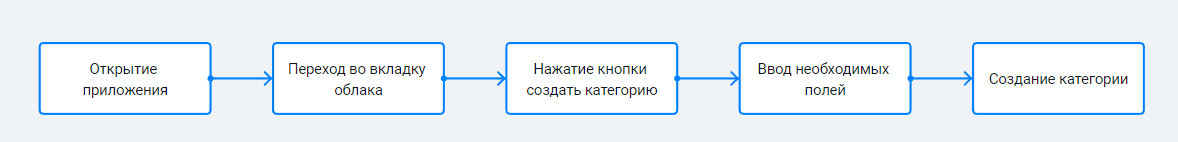 Открытие
приложения
Переход во вкладку
облака
Нажатие кнопки
создать категорию
Ввод необходимых
полей
Создание категории